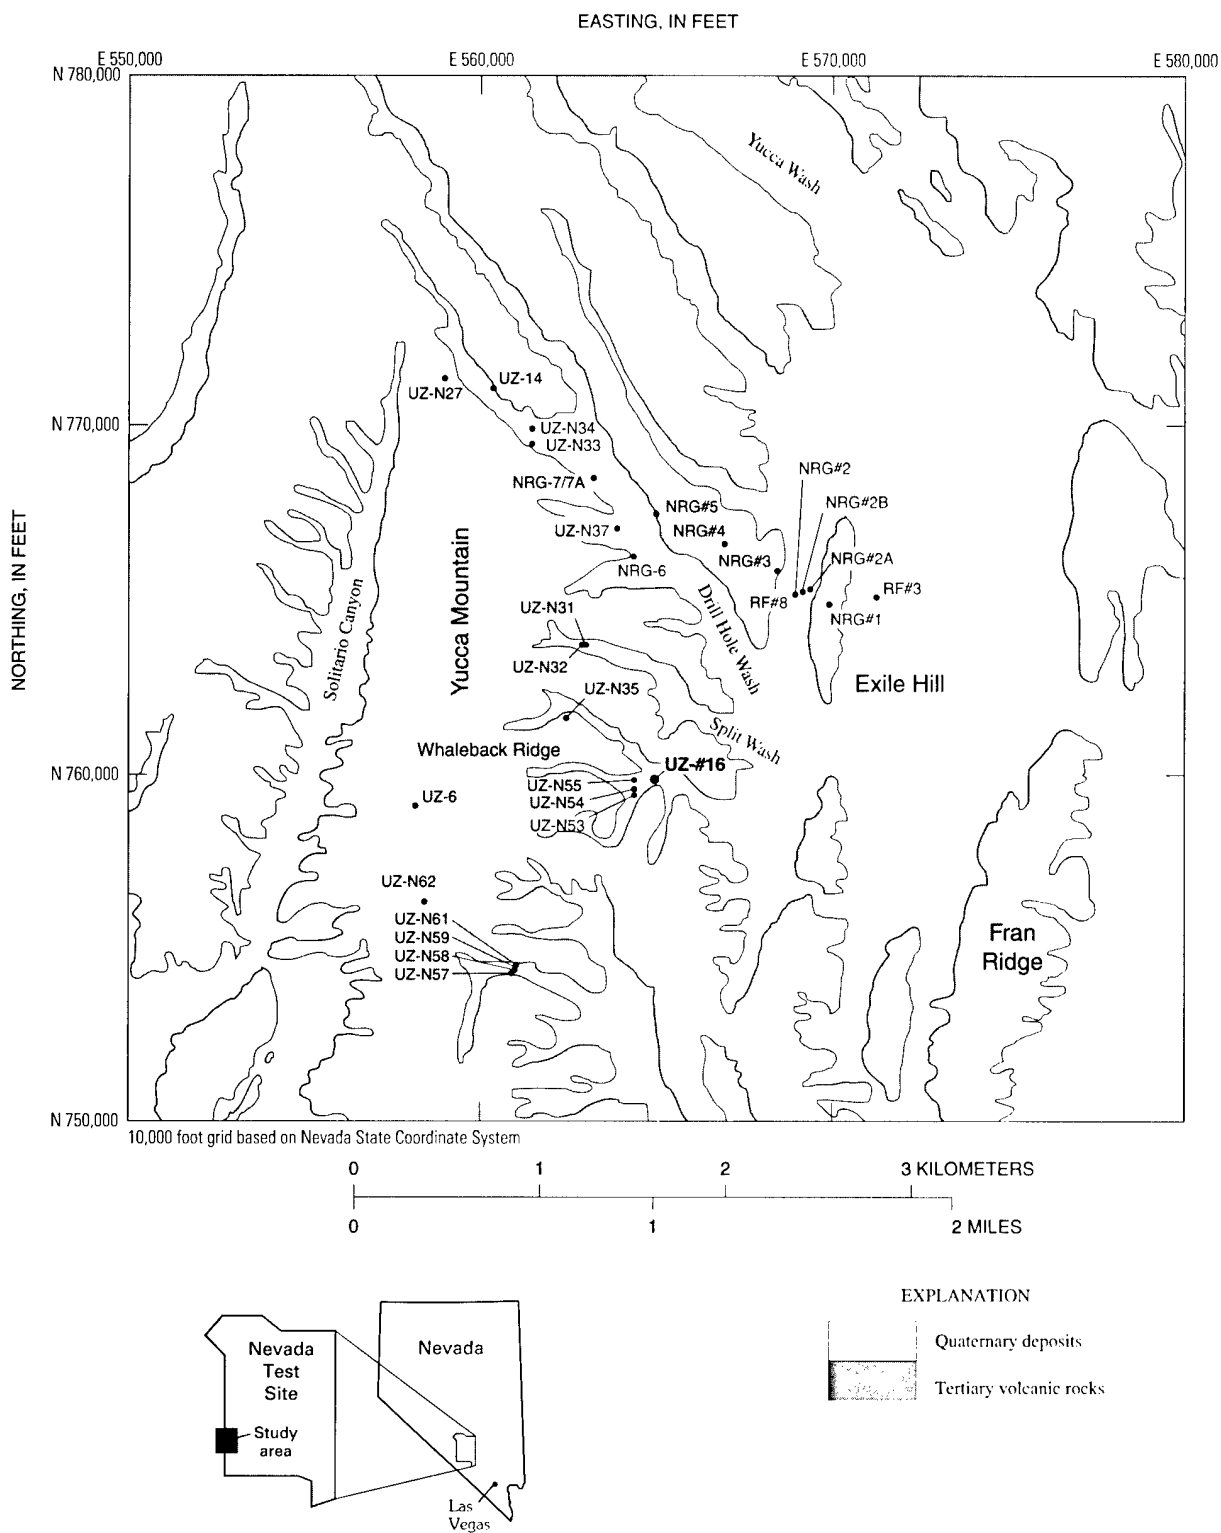 EASTING, IN FEET
E 550,000
E 560,000
E 570,000
E 580,000
N 780,000
Yucca Wash
UZ-14
UZ-N27
N 770,000
UZ-N34
UZ-N33
NRG#2
NRG-7/7A
NRG#2B
NRG#5
UZ-N37
NRG#4
NRG#3
NRG#2A
NRG-6
RF#8
RF#3
NRG#1
NORTHING, IN FEET
Yucca Mountain
Solitario Canyon
Drill Hole Wash
UZ-N31
UZ-N32
UZ-N35
Exile Hill
Split Wash
Whaleback Ridge
UZ-#16
N 760,000
UZ-N55
UZ-6
UZ-N54
UZ-N53
UZ-N62
UZ-N61
UZ-N59
UZ-N58
UZ-N57
Fran
Ridge
N 750,000
10,000 foot grid based on Nevada State Coordinate System
0 1 2 3 KILOMETERS
0 1 2 MILES
EXPLANATION
Quaternary deposits
Tertiary volcanic rocks
Nevada
Test
Site
Study
area
Nevada
Las
Vegas